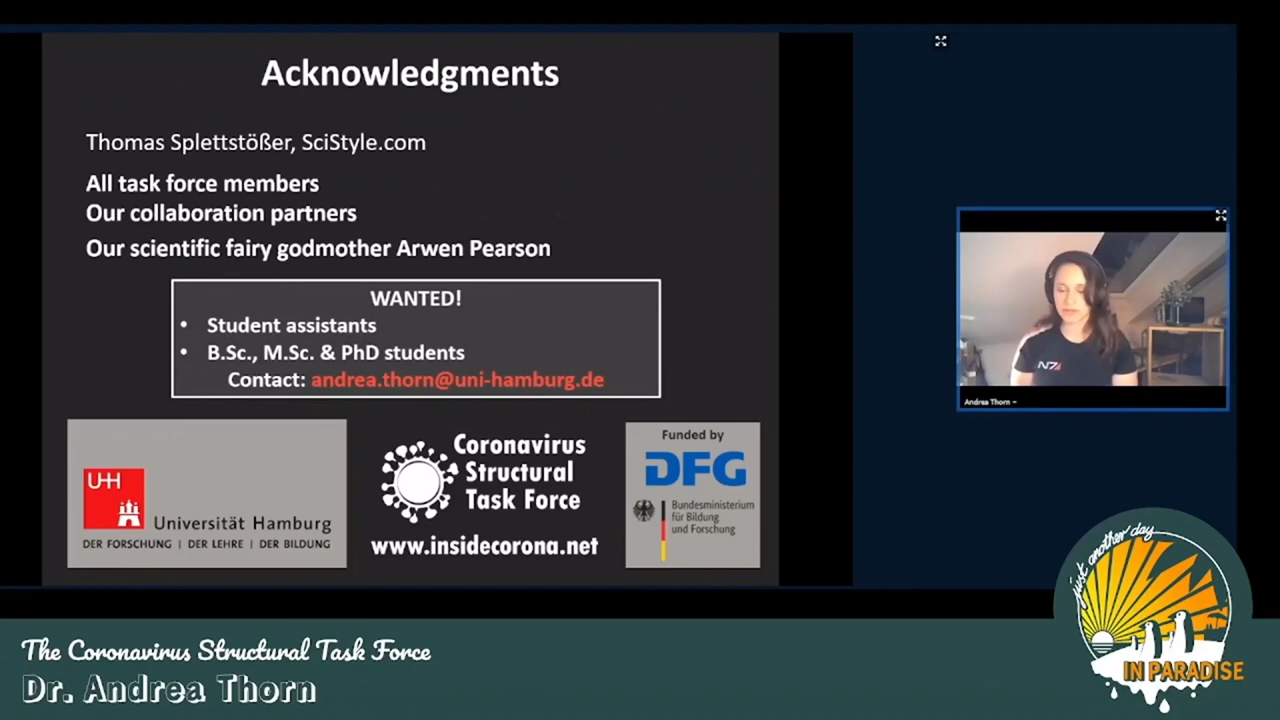 Acknowledgments
Thomas Splettstößer, SciStyle.com
All task force members
Our collaboration partners
Our scientific fairy godmother Arwen Pearson
WANTED!
• Student assistants
• B.Sc., M.Sc. & PhD students
Contact: andrea.thorn@uni-hamburg.de
UHH
Universität Hamburg
DER FORSCHUNG | DER LEHRE | DER BILDUNG
Coronavirus
Structural
Task Force
www.insidecorona.net
Funded by
DFG
Bundesministerium
für Bildung
und Forschung
N7
Andrea Thorn
just another day
IN PARADISE
The Coronavirus Structural Task Force
Dr. Andrea Thorn